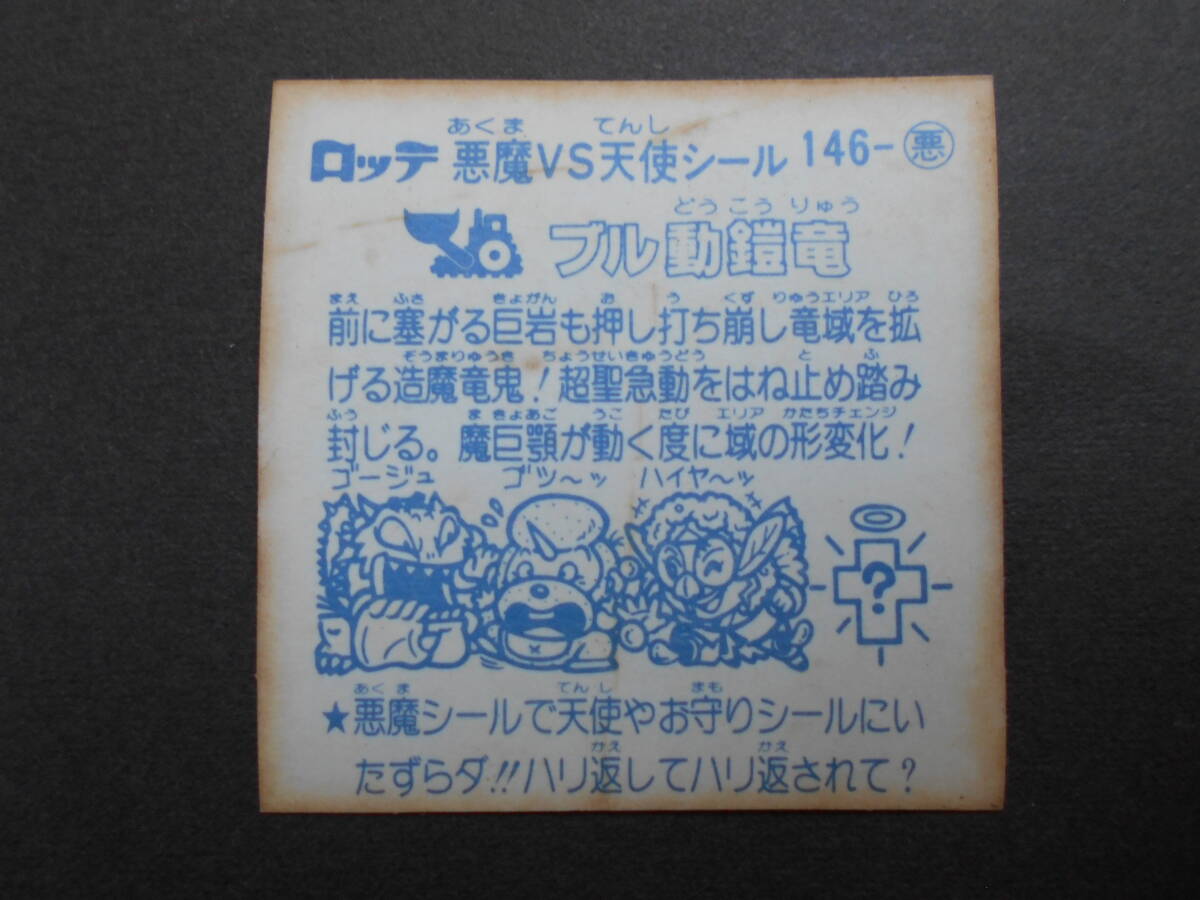 あくま てんし
ロッテ 悪魔VS天使シール 146-悪
どうこうりゅう
ブル動鎧竜
まえ ふさ きょがん お う くず りゅうエリア ひろ
前に塞がる巨岩も押し打ち崩し竜域を拡
ぞうまりゅうき ちょうせいきゅうどう と ふ
げる造魔竜鬼！超聖急動をはね止め踏み
ふう まきょあご うご たび エリア かたちチェンジ
封じる。魔巨顎が動く度に域の形変化！
ゴージュ ゴツ〜ッ ハイヤ〜ッ
?
あくま てんし まも
★悪魔シールで天使やお守りシールにい
かえ かえ
たずらダ!!ハリ返してハリ返されて？